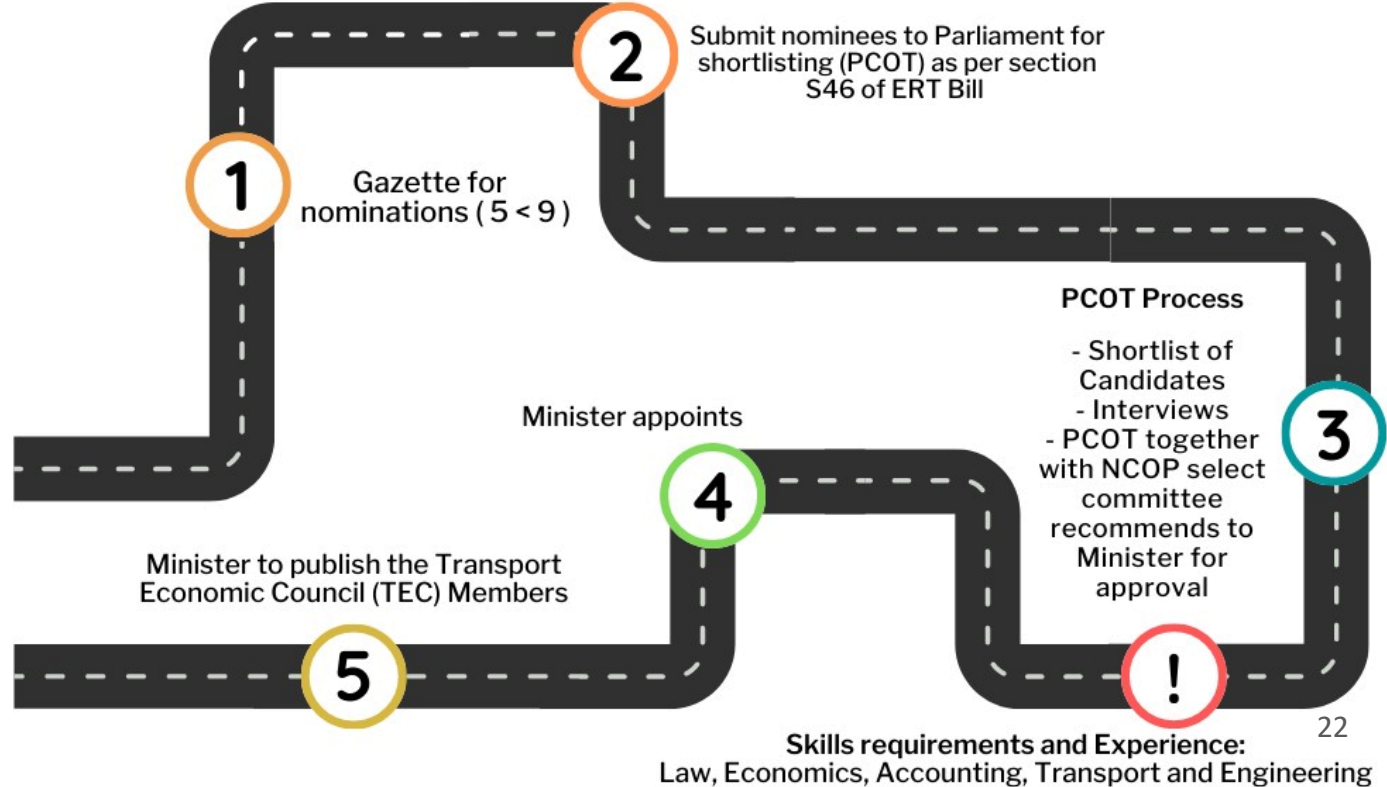 1
Gazette for
nominations ( 5 < 9 )
2
Submit nominees to Parliament for
shortlisting (PCOT) as per section
S46 of ERT Bill
PCOT Process
- Shortlist of
Candidates
- Interviews
- PCOT together
with NCOP select
committee
recommends to
Minister for
approval
3
!
Skills requirements and Experience:
Law, Economics, Accounting, Transport and Engineering
Minister appoints
4
Minister to publish the Transport
Economic Council (TEC) Members
5
22